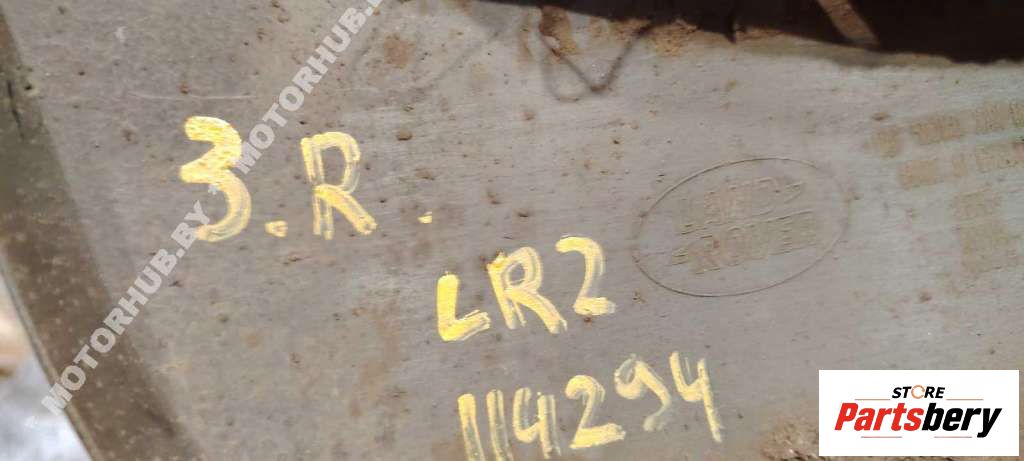 3.R.
LR2
114294
LAND
ROVER
© MOTORHUB.BY
MOTORHUB.BY
STORE
Partsbery